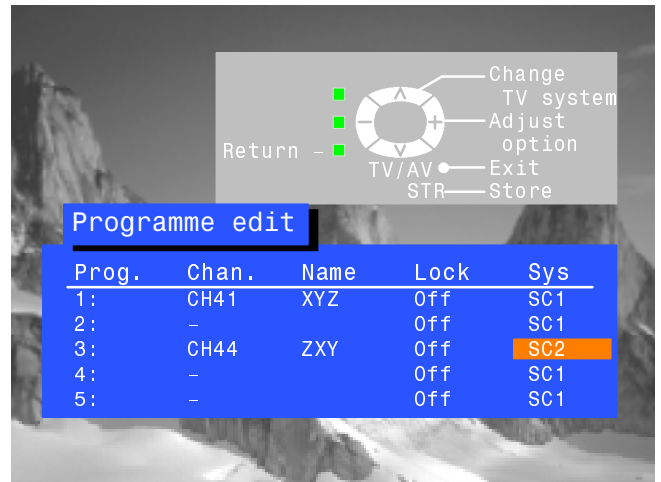 Change
TV system
Adjust
option
Return –
TV/AV Exit
STR Store
Programme edit
Prog. Chan. Name Lock Sys
1: CH41 XYZ Off SC1
2: – Off SC1
3: CH44 ZXY Off SC2
4: – Off SC1
5: – Off SC1